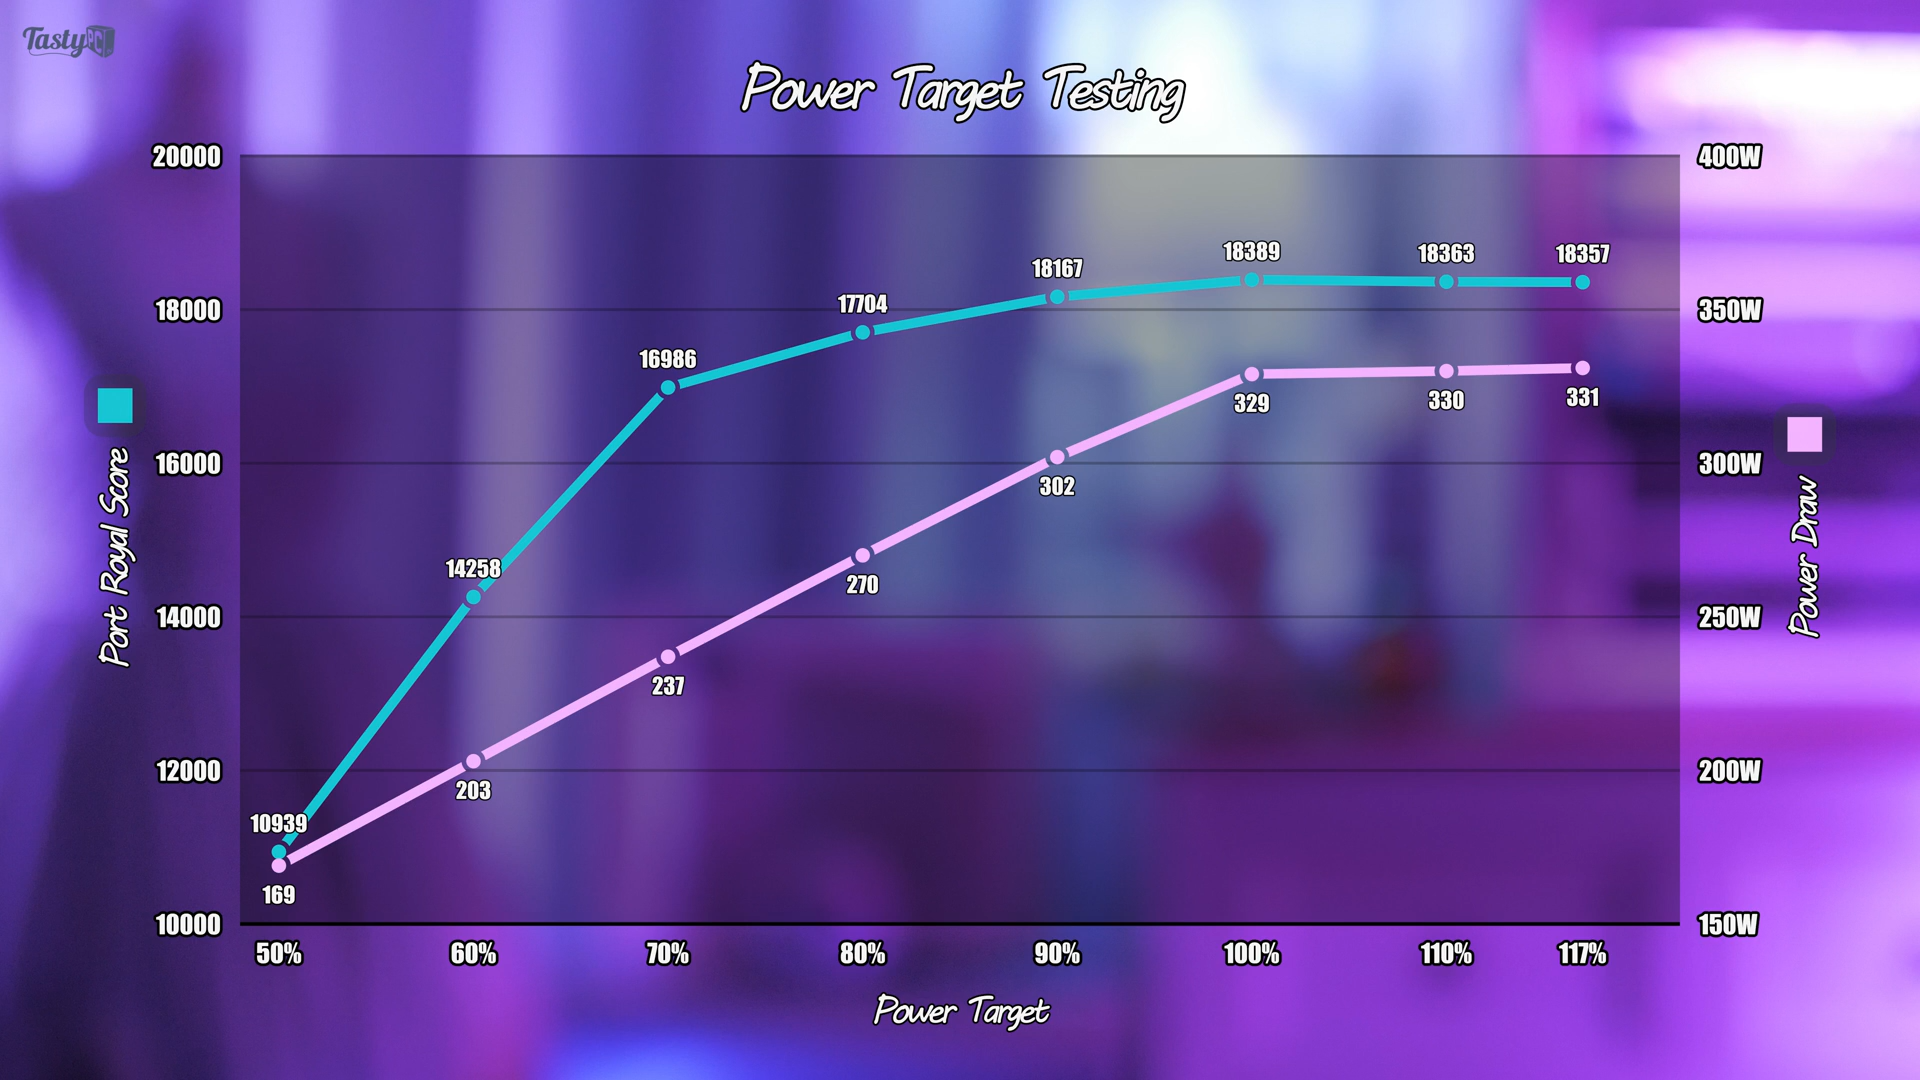 TastyPC
Power Target Testing
20000
18000
16000
14000
12000
10000
Port Royal Score
400W
350W
300W
250W
200W
150W
Power Draw
10939
14258
16986
17704
18167
18389
18363
18357
169
203
237
270
302
329
330
331
50% 60% 70% 80% 90% 100% 110% 117%
Power Target